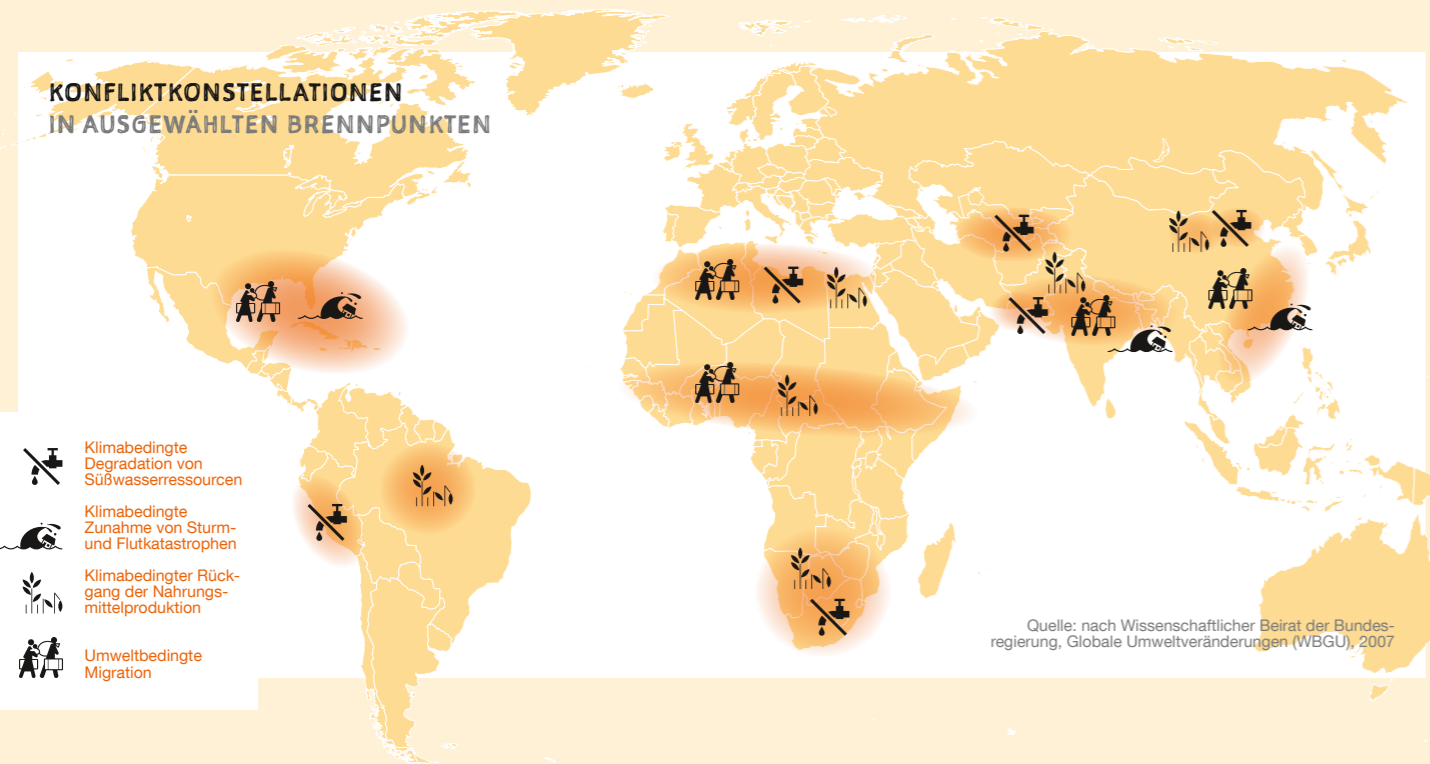 KONFLIKTKONSTELLATIONEN
IN AUSGEWÄHLTEN BRENNPUNKTEN
Klimabedingte
Degradation von
Süßwasserressourcen
Klimabedingte
Zunahme von Sturm-
und Flutkatastrophen
Klimabedingter Rück-
gang der Nahrungs-
mittelproduktion
Umweltbedingte
Migration
Quelle: nach Wissenschaftlicher Beirat der Bundes-
regierung, Globale Umweltveränderungen (WBGU), 2007